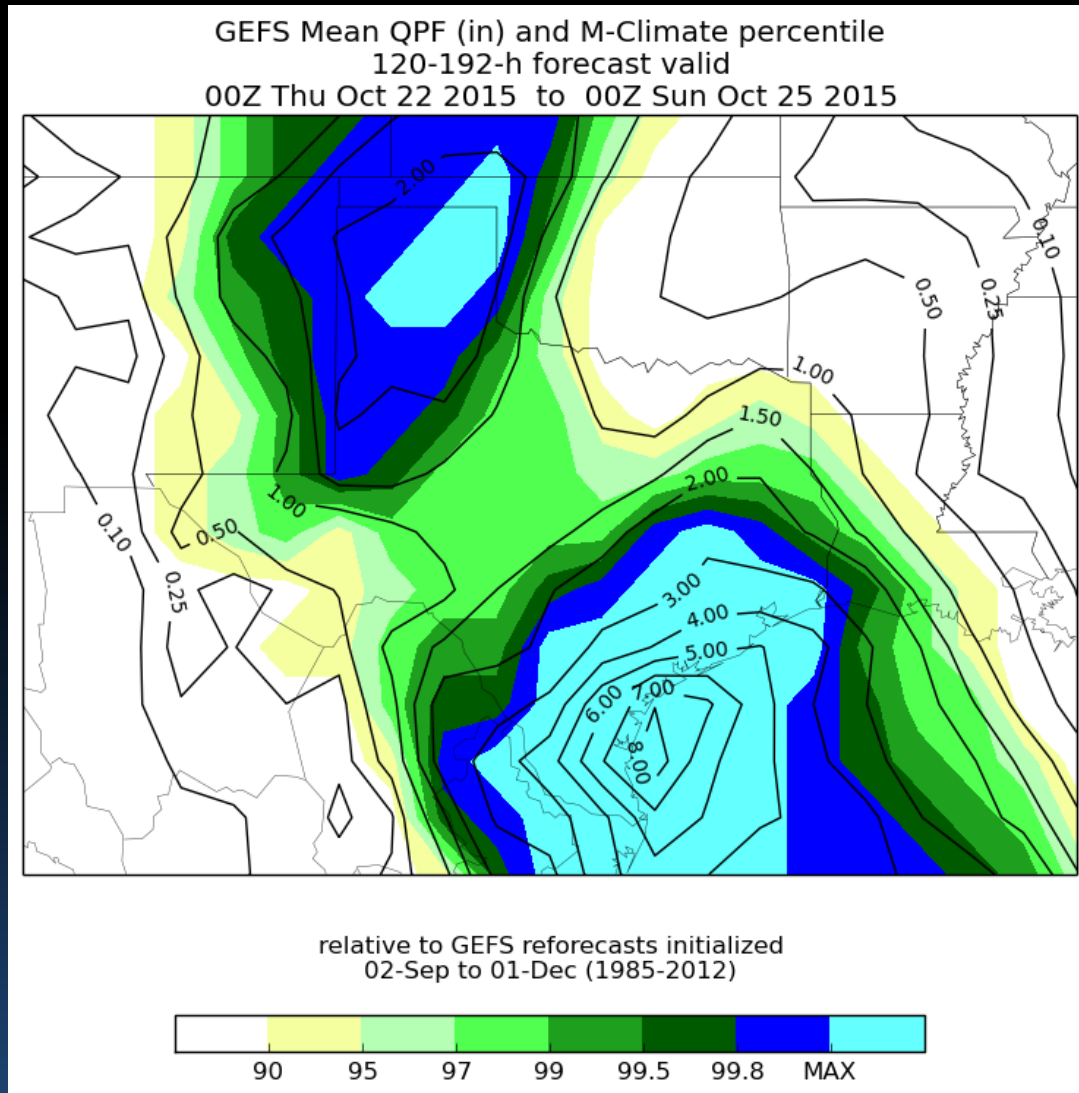 GEFS Mean QPF (in) and M-Climate percentile
120-192-h forecast valid
00Z Thu Oct 22 2015 to 00Z Sun Oct 25 2015
2.00
0.10
0.25
0.50
1.00
1.50
2.00
1.00
0.50
0.10
0.25
3.00
4.00
5.00
6.00
7.00
8.00
relative to GEFS reforecasts initialized
02-Sep to 01-Dec (1985-2012)
90 95 97 99 99.5 99.8 MAX